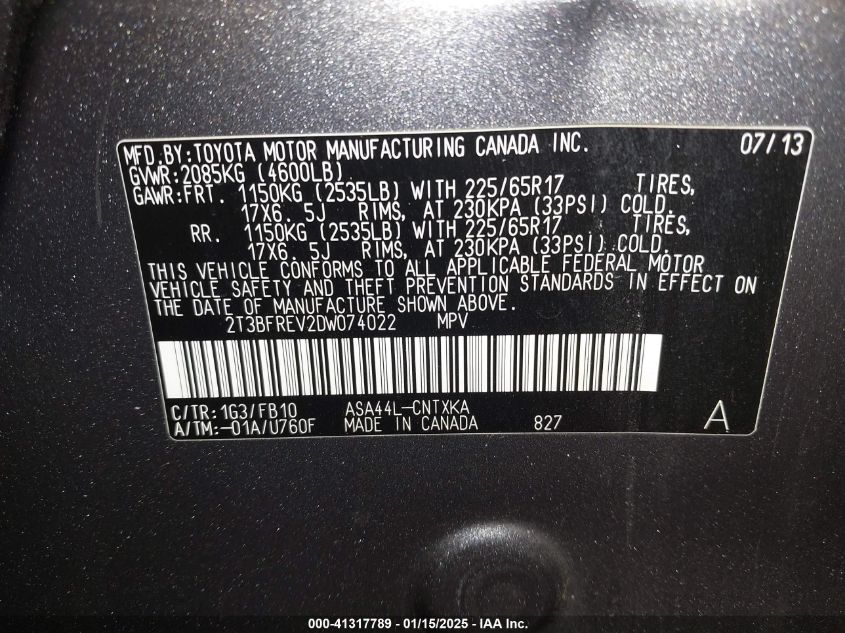 MFD.BY:TOYOTA MOTOR MANUFACTURING CANADA INC. 07/13
GVWR:2085KG (4600LB)
GAWR:FRT. 1150KG (2535LB) WITH 225/65R17 TIRES,
17X6.5J RIMS, AT 230KPA (33PSI) COLD.
RR. 1150KG (2535LB) WITH 225/65R17 TIRES,
17X6.5J RIMS, AT 230KPA (33PSI) COLD.
THIS VEHICLE CONFORMS TO ALL APPLICABLE FEDERAL MOTOR
VEHICLE SAFETY AND THEFT PREVENTION STANDARDS IN EFFECT ON
THE DATE OF MANUFACTURE SHOWN ABOVE.
2T3BFREV2DW074022 MPV
C/TR:1G3/FB10 ASA44L-CNTXKA A
A/TM:-01A/U760F MADE IN CANADA 827
000-41317789 - 01/15/2025 - IAA Inc.